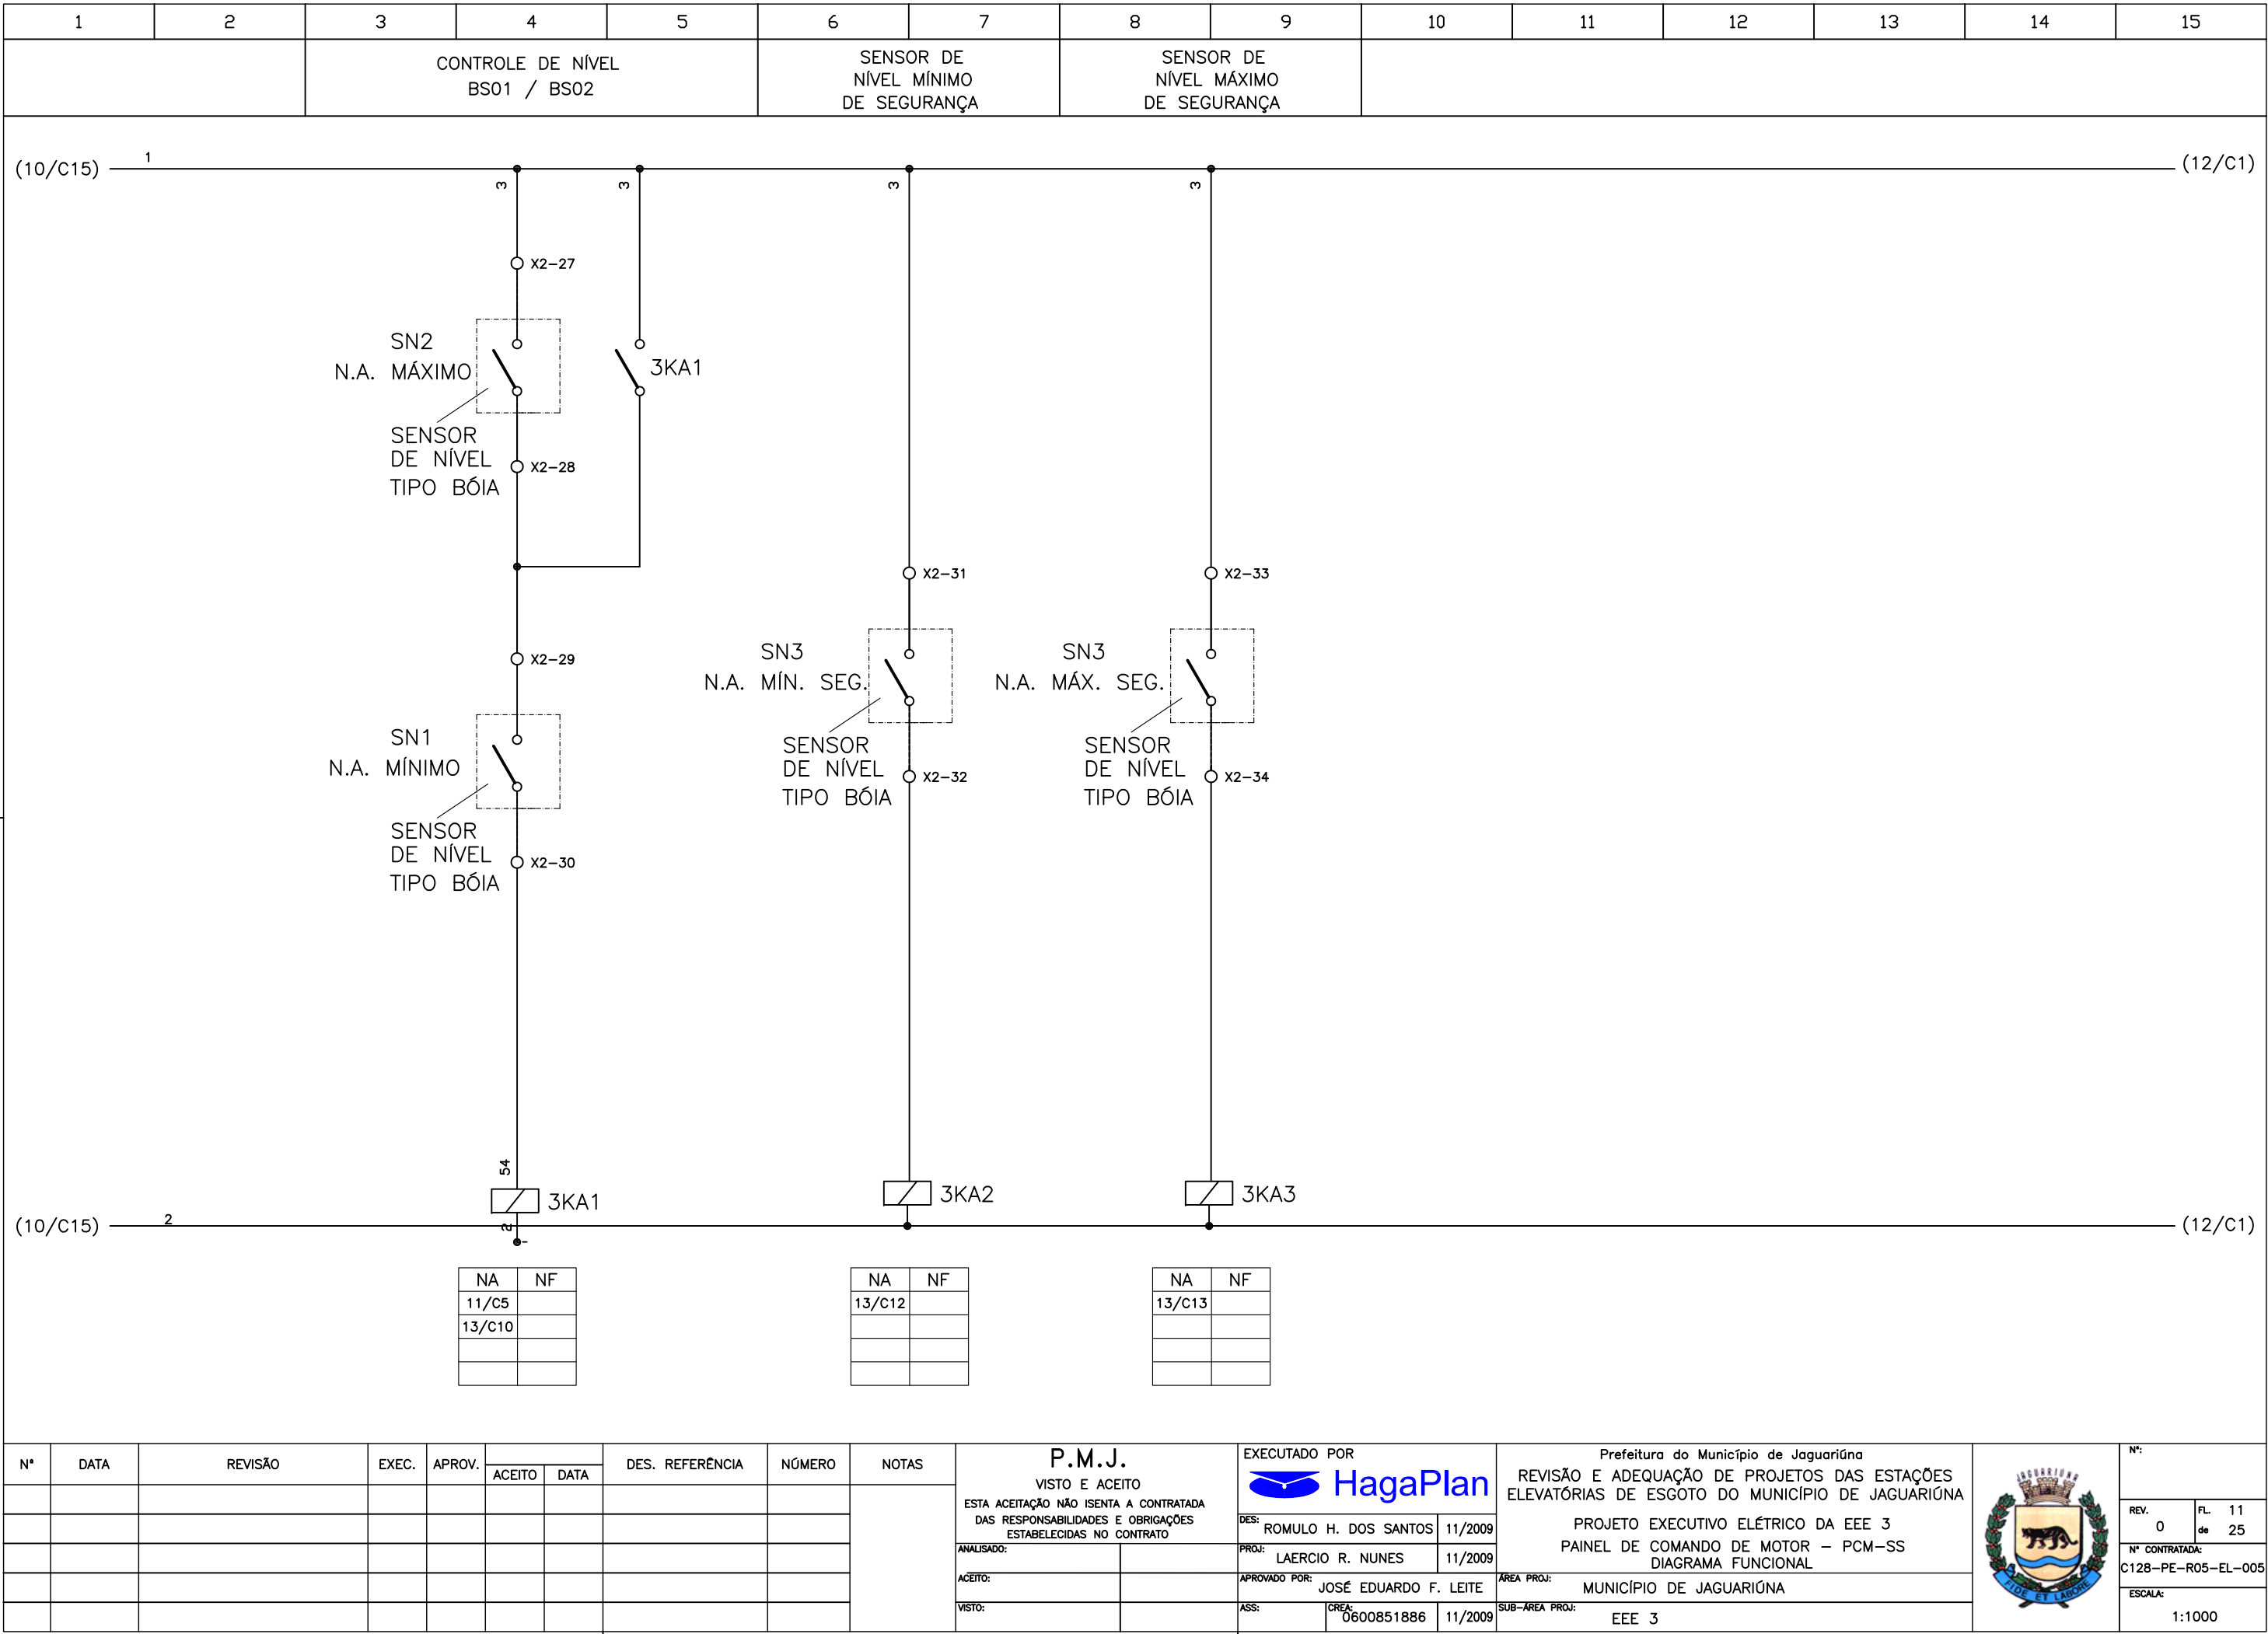 1 2 3 4 5 6 7 8 9 10 11 12 13 14 15
CONTROLE DE NÍVEL
BS01 / BS02
SENSOR DE
NÍVEL MÍNIMO
DE SEGURANÇA
SENSOR DE
NÍVEL MÁXIMO
DE SEGURANÇA
(10/C15) 1 (12/C1)
3 3 3 3
X2-27
SN2
N.A. MÁXIMO
3KA1
SENSOR
DE NÍVEL
TIPO BÓIA
X2-28
X2-29
SN1
N.A. MÍNIMO
SENSOR
DE NÍVEL
TIPO BÓIA
X2-30
X2-31
SN3
N.A. MÍN. SEG.
SENSOR
DE NÍVEL
TIPO BÓIA
X2-32
X2-33
SN3
N.A. MÁX. SEG.
SENSOR
DE NÍVEL
TIPO BÓIA
X2-34
54
3KA1 3KA2 3KA3
(10/C15) 2 2 (12/C1)
NA NF
11/C5
13/C10
NA NF
13/C12
NA NF
13/C13
Nº DATA REVISÃO EXEC. APROV. ACEITO DATA DES. REFERÊNCIA NÚMERO NOTAS
P.M.J.
VISTO E ACEITO
ESTA ACEITAÇÃO NÃO ISENTA A CONTRATADA
DAS RESPONSABILIDADES E OBRIGAÇÕES
ESTABELECIDAS NO CONTRATO
ANALISADO:
ACEITO:
VISTO:
EXECUTADO POR
HagaPlan
DES: ROMULO H. DOS SANTOS 11/2009
PROJ: LAERCIO R. NUNES 11/2009
APROVADO POR: JOSÉ EDUARDO F. LEITE
ASS: CREA: 0600851886 11/2009
Prefeitura do Município de Jaguariúna
REVISÃO E ADEQUAÇÃO DE PROJETOS DAS ESTAÇÕES
ELEVATÓRIAS DE ESGOTO DO MUNICÍPIO DE JAGUARIÚNA
PROJETO EXECUTIVO ELÉTRICO DA EEE 3
PAINEL DE COMANDO DE MOTOR - PCM-SS
DIAGRAMA FUNCIONAL
ÁREA PROJ: MUNICÍPIO DE JAGUARIÚNA
SUB-ÁREA PROJ: EEE 3
JAGUARIÚNA
FIDE ET LABORE
Nº:
REV. 0
FL. 11
de 25
Nº CONTRATADA:
C128-PE-R05-EL-005
ESCALA:
1:1000